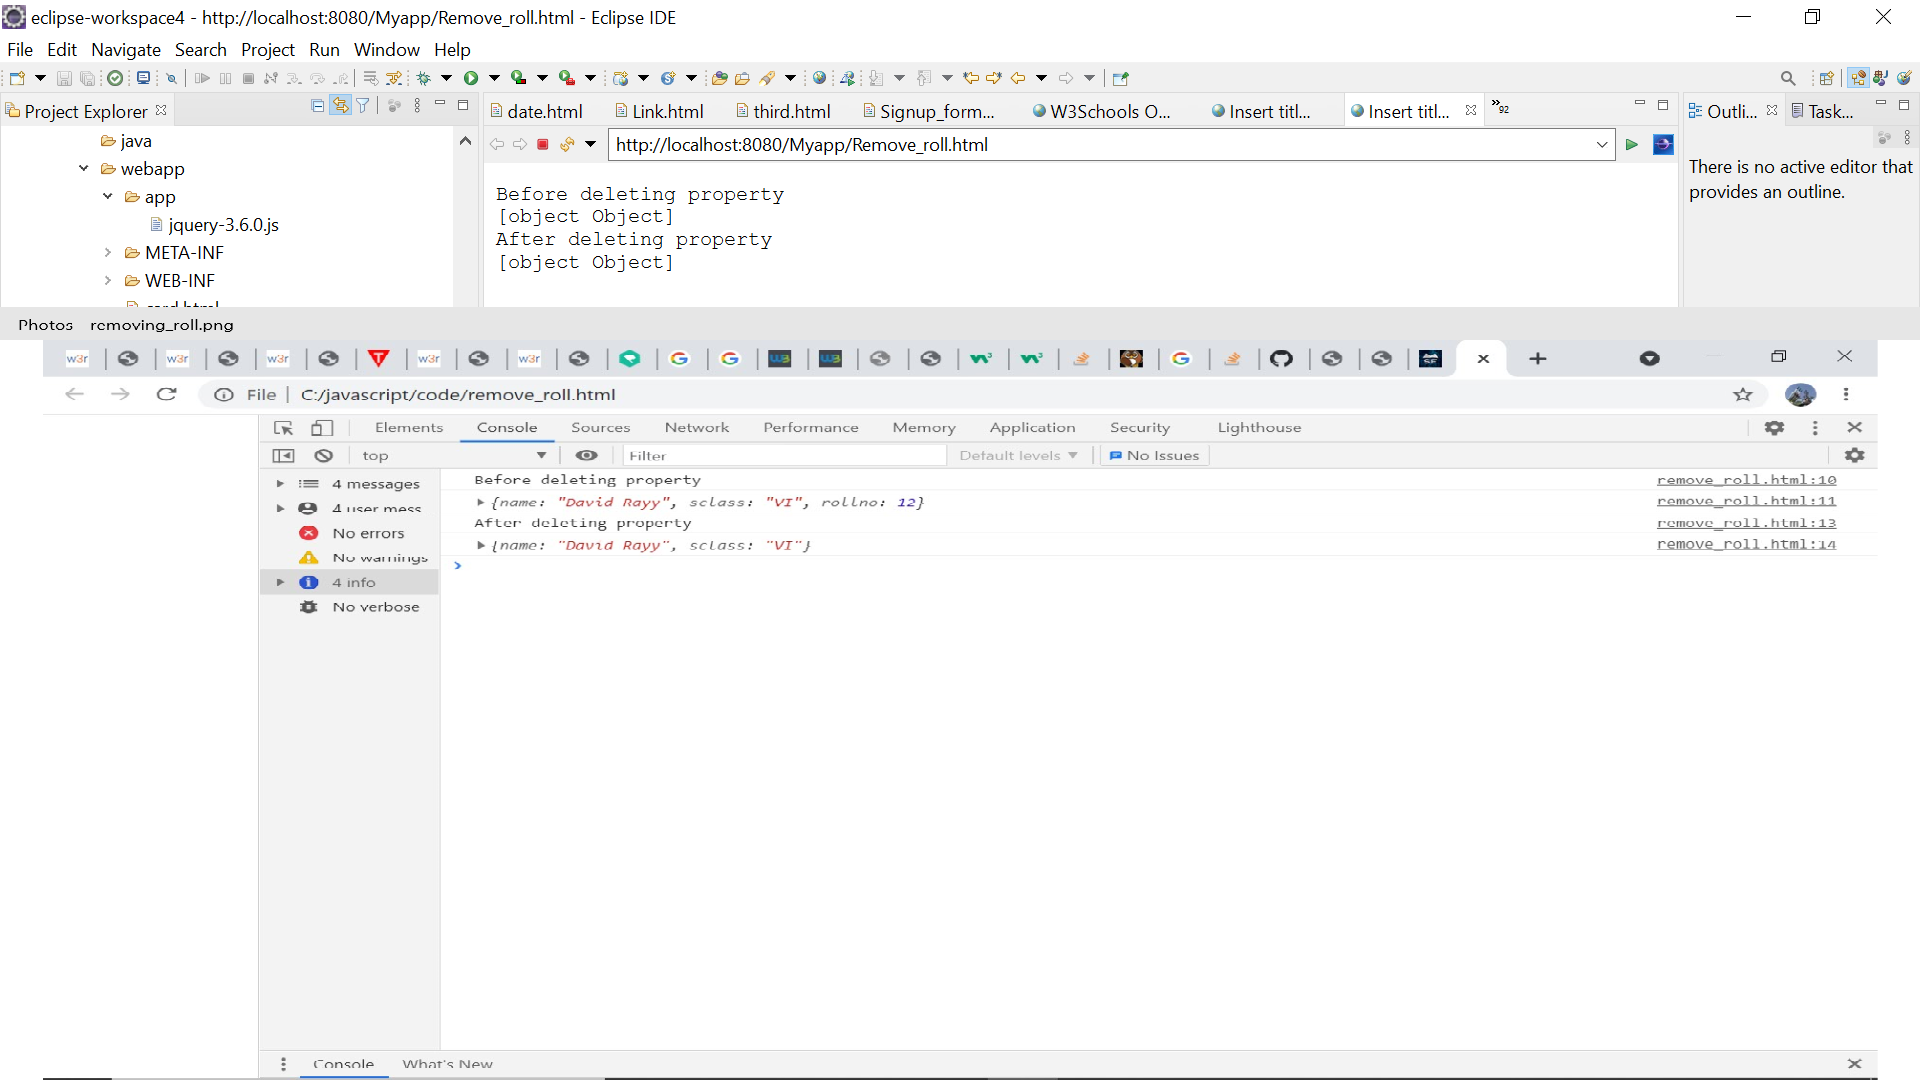 eclipse-workspace4 - http://localhost:8080/Myapp/Remove_roll.html - Eclipse IDE
File Edit Navigate Search Project Run Window Help
Project Explorer
date.html Link.html third.html Signup_form... W3Schools O... Insert titl... Insert titl... »92
Outli... Task...
java
webapp
app
jquery-3.6.0.js
META-INF
WEB-INF
http://localhost:8080/Myapp/Remove_roll.html
Before deleting property
[object Object]
After deleting property
[object Object]
There is no active editor that
provides an outline.
Photos removing_roll.png
w3r w3r w3r w3r w3r
File C:/javascript/code/remove_roll.html
Elements Console Sources Network Performance Memory Application Security Lighthouse
top Filter Default levels No Issues
4 messages
4 user mess
No errors
No warnings
4 info
No verbose
Before deleting property remove_roll.html:10
{name: "David Rayy", sclass: "VI", rollno: 12} remove_roll.html:11
After deleting property remove_roll.html:13
{name: "David Rayy", sclass: "VI"} remove_roll.html:14
Console What's New